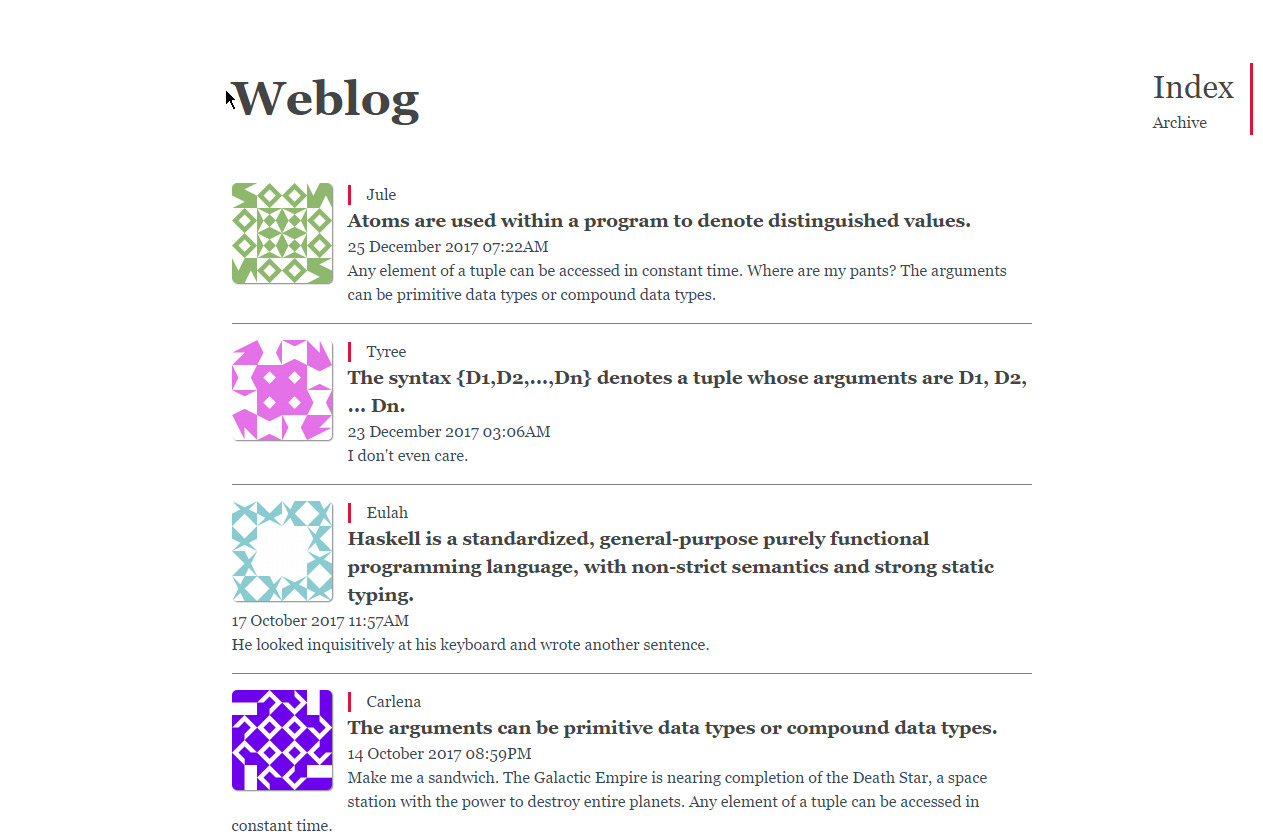 Weblog
Index
Archive
Jule
Atoms are used within a program to denote distinguished values.
25 December 2017 07:22AM
Any element of a tuple can be accessed in constant time. Where are my pants? The arguments
can be primitive data types or compound data types.
Tyree
The syntax {D1,D2,...,Dn} denotes a tuple whose arguments are D1, D2,
... Dn.
23 December 2017 03:06AM
I don't even care.
Eulah
Haskell is a standardized, general-purpose purely functional
programming language, with non-strict semantics and strong static
typing.
17 October 2017 11:57AM
He looked inquisitively at his keyboard and wrote another sentence.
Carlena
The arguments can be primitive data types or compound data types.
14 October 2017 08:59PM
Make me a sandwich. The Galactic Empire is nearing completion of the Death Star, a space
station with the power to destroy entire planets. Any element of a tuple can be accessed in
constant time.